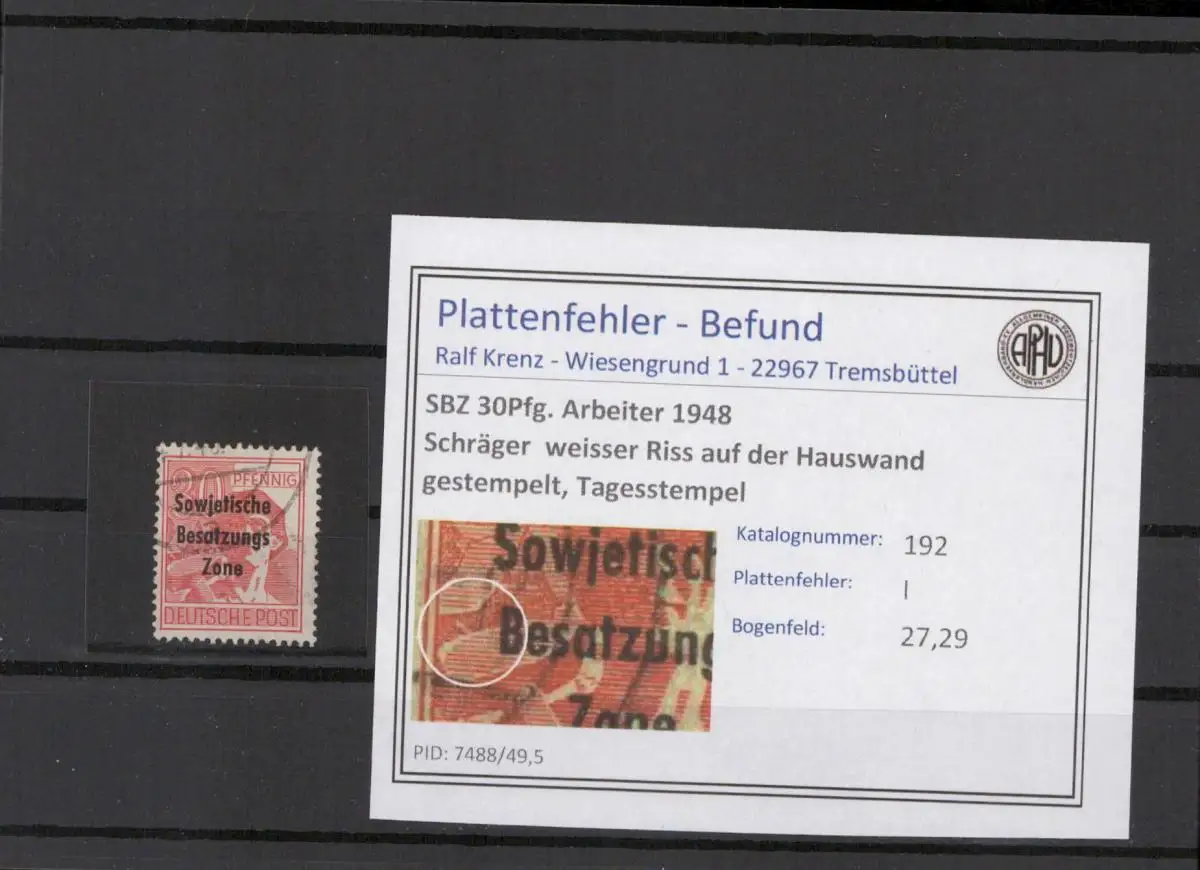 30 PFENNIG
Sowjetische
Besatzungs
Zone
DEUTSCHE POST
Plattenfehler - Befund
Ralf Krenz - Wiesengrund 1 - 22967 Tremsbüttel
APHV
SBZ 30Pfg. Arbeiter 1948
Schräger weisser Riss auf der Hauswand
gestempelt, Tagesstempel
Sowjetisch
Besatzung
Zone
Katalognummer: 192
Plattenfehler: I
Bogenfeld: 27,29
PID: 7488/49,5